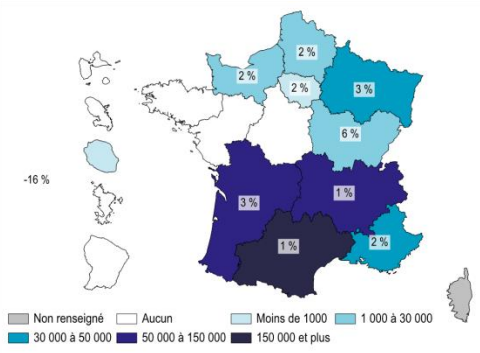 2 %
2 %
2 %
3 %
6 %
-16 %
3 %
1 %
1 %
2 %
Non renseigné
Aucun
Moins de 1000
1 000 à 30 000
30 000 à 50 000
50 000 à 150 000
150 000 et plus